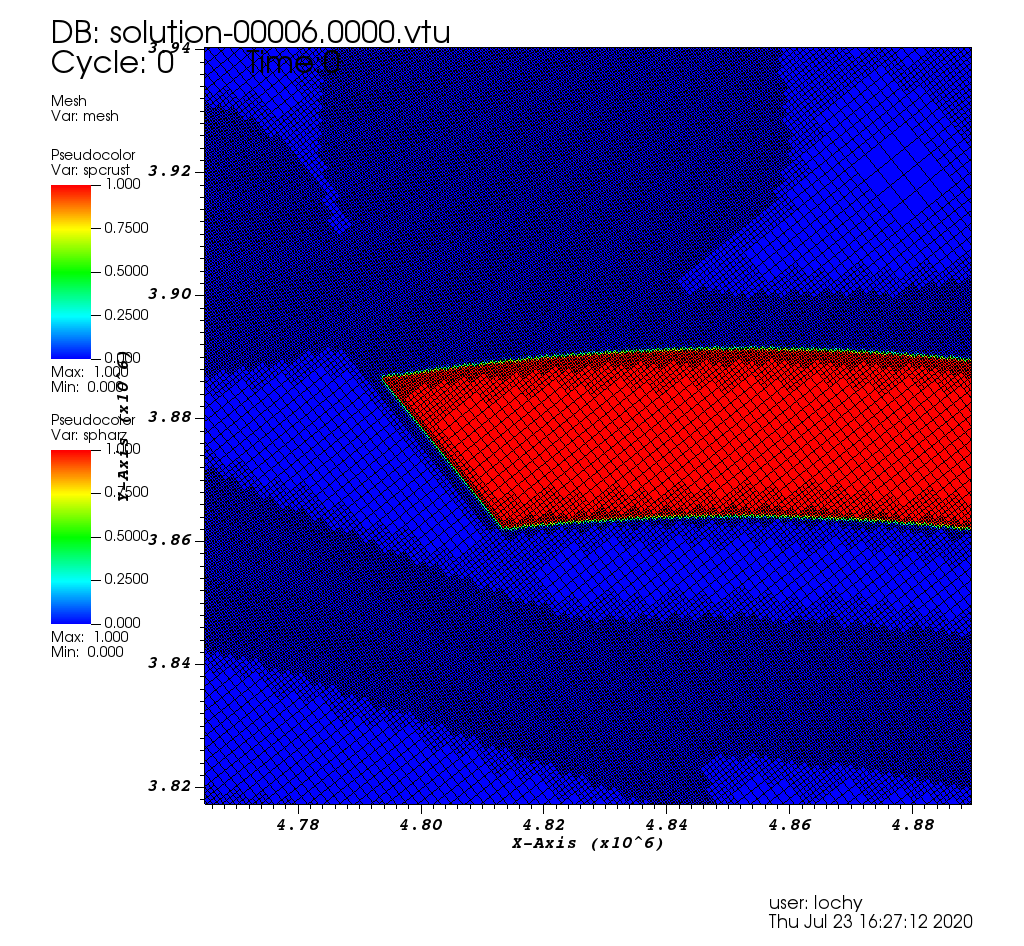 DB: solution-00006.0000.vtu
Cycle: 0 Time:0
Mesh
Var: mesh
Pseudocolor
Var: spcrust
1.000
0.7500
0.5000
0.2500
0.000
Max: 1.000
Min: 0.000
Pseudocolor
Var: spharz
1.000
0.7500
0.5000
0.2500
0.000
Max: 1.000
Min: 0.000
Y-Axis (x10^6)
3.94
3.92
3.90
3.88
3.86
3.84
3.82
4.78 4.80 4.82 4.84 4.86 4.88
X-Axis (x10^6)
user: lochy
Thu Jul 23 16:27:12 2020